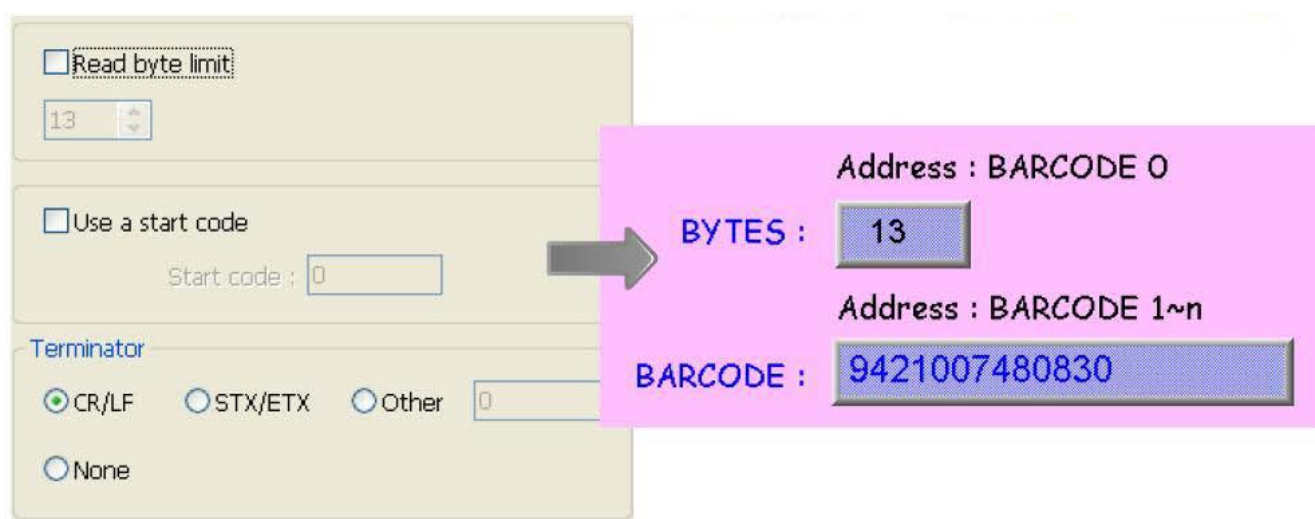 Read byte limit
13
Use a start code
Start code : 0
Terminator
CR/LF STX/ETX Other 0
None
Address : BARCODE 0
BYTES : 13
Address : BARCODE 1~n
BARCODE : 9421007480830